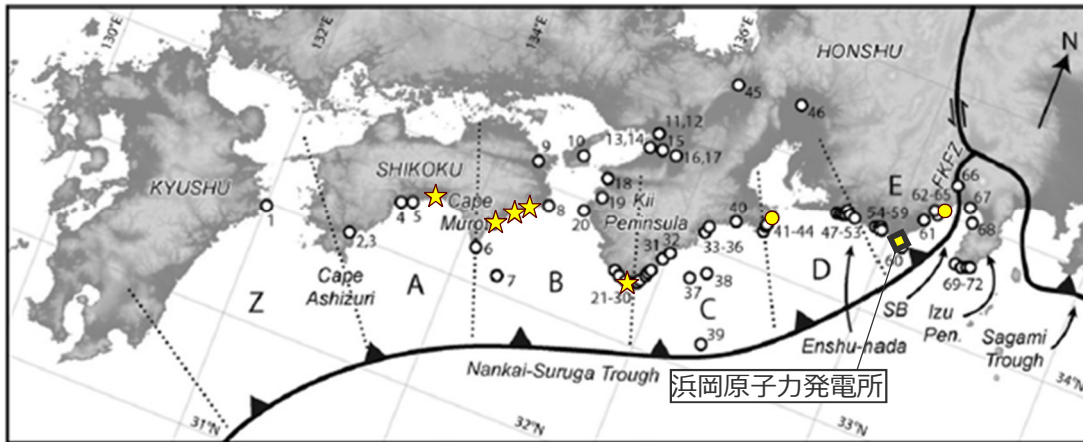 130°E
132°E
134°E
136°E
HONSHU
N
45
46
11,12
13,14
15
16,17
10
9
SHIKOKU
KYUSHU
1
18
Kii
19
Peninsula
E
FKFZ
66
62-65
67
4
5
Cape
Muroto
8
20
40
41-44
54-59
61
68
2,3
6
31
32
33-36
47-53
60
Cape
Ashizuri
A
7
B
21-30
37
38
D
69-72
Z
C
SB
Izu
Pen.
Sagami
Trough
39
Enshu-nada
Nankai-Suruga Trough
浜岡原子力発電所
34°N
31°N
32°N
33°N